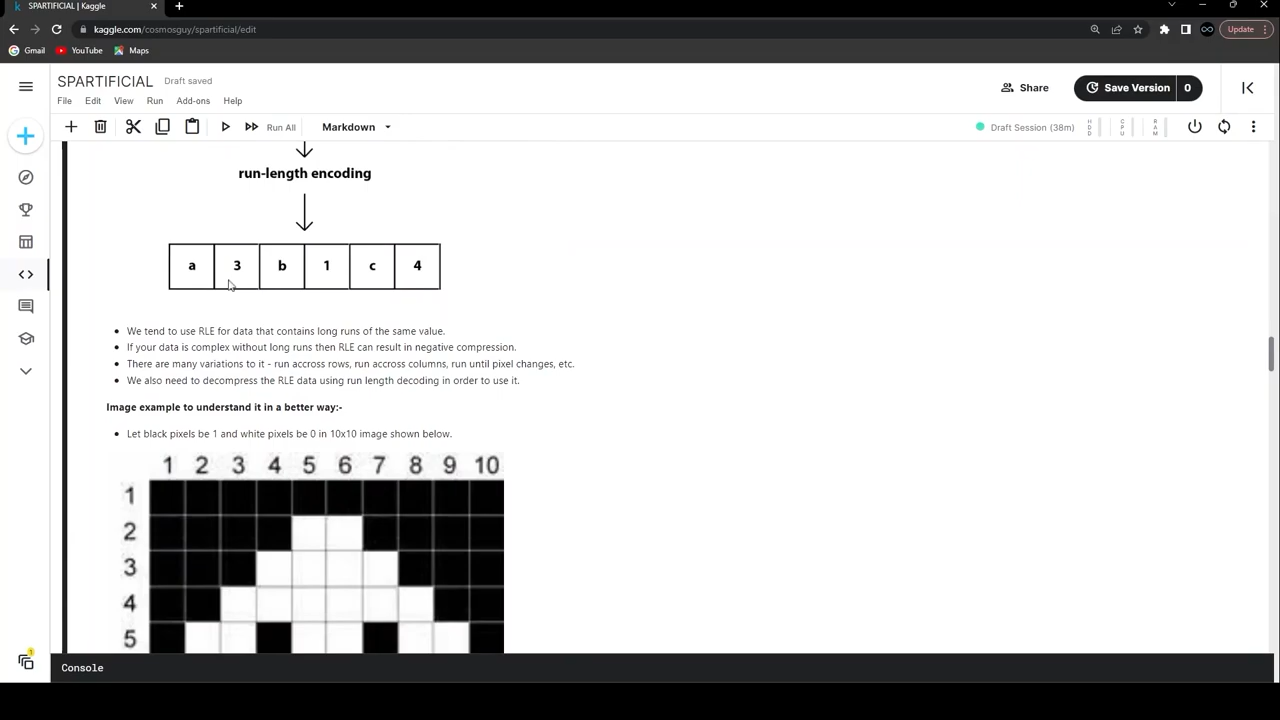 SPARTIFICIAL | Kaggle
kaggle.com/cosmosguy/spartificial/edit
Update
Gmail YouTube Maps
SPARTIFICIAL Draft saved
File Edit View Run Add-ons Help
Share
Save Version 0
Run All Markdown
Draft Session (38m)
HDD
CPU
RAM
run-length encoding
a 3 b 1 c 4
We tend to use RLE for data that contains long runs of the same value.
If your data is complex without long runs then RLE can result in negative compression.
There are many variations to it - run accross rows, run accross columns, run until pixel changes, etc.
We also need to decompress the RLE data using run length decoding in order to use it.
Image example to understand it in a better way:-
Let black pixels be 1 and white pixels be 0 in 10x10 image shown below.
1 2 3 4 5 6 7 8 9 10
1
2
3
4
5
1
Console